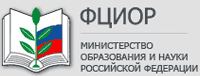 ФЦИОР
МИНИСТЕРСТВО
ОБРАЗОВАНИЯ И НАУКИ
РОССИЙСКОЙ ФЕДЕРАЦИИ